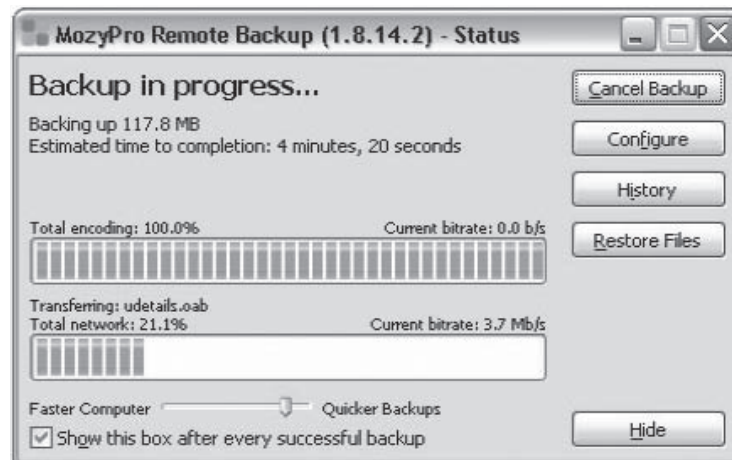 MozyPro Remote Backup (1.8.14.2) - Status
Backup in progress...
Backing up 117.8 MB
Estimated time to completion: 4 minutes, 20 seconds
Cancel Backup
Configure
History
Restore Files
Total encoding: 100.0% Current bitrate: 0.0 b/s
Transferring: udetails.oab
Total network: 21.1% Current bitrate: 3.7 Mb/s
Faster Computer Quicker Backups
Show this box after every successful backup
Hide